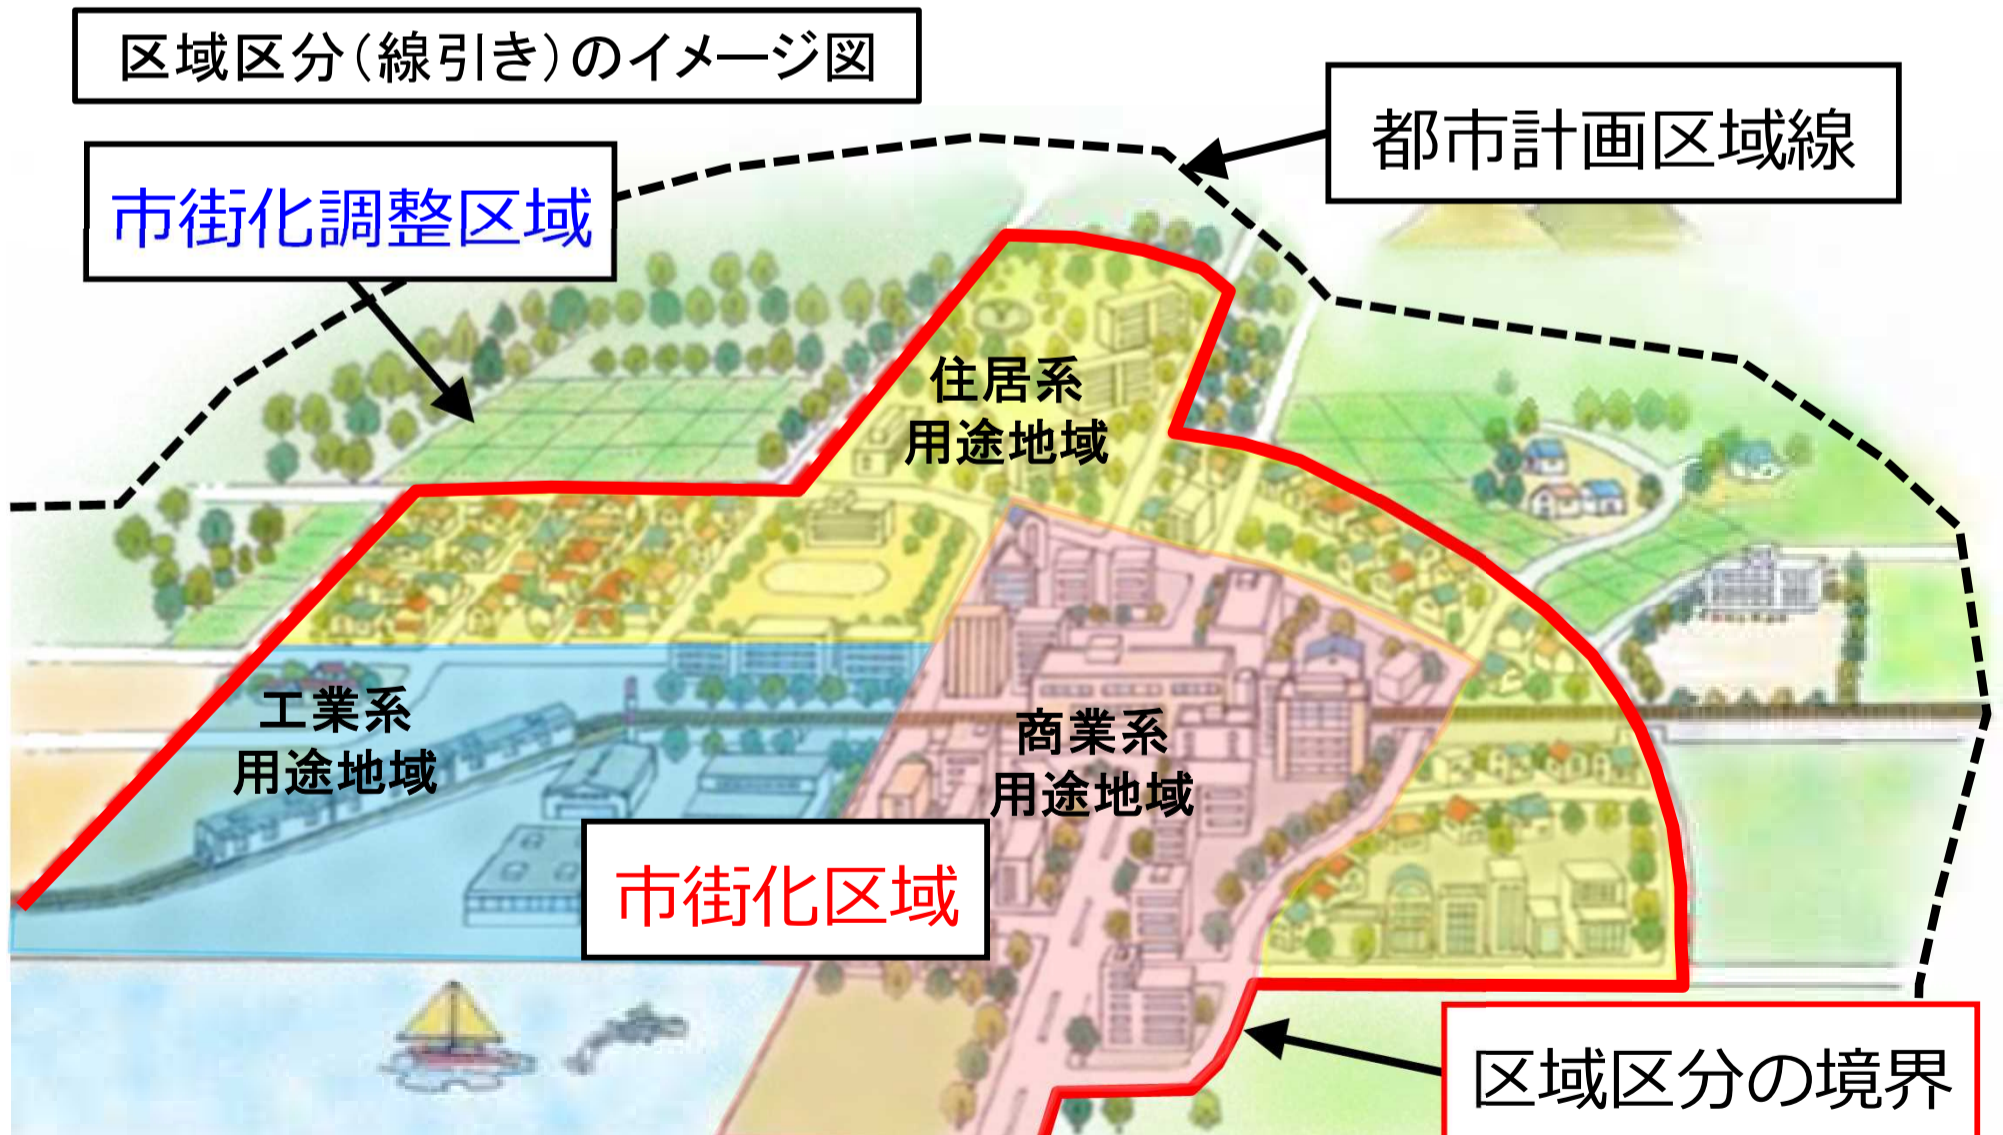 区域区分（線引き）のイメージ図
都市計画区域線
市街化調整区域
住居系
用途地域
工業系
用途地域
商業系
用途地域
市街化区域
区域区分の境界